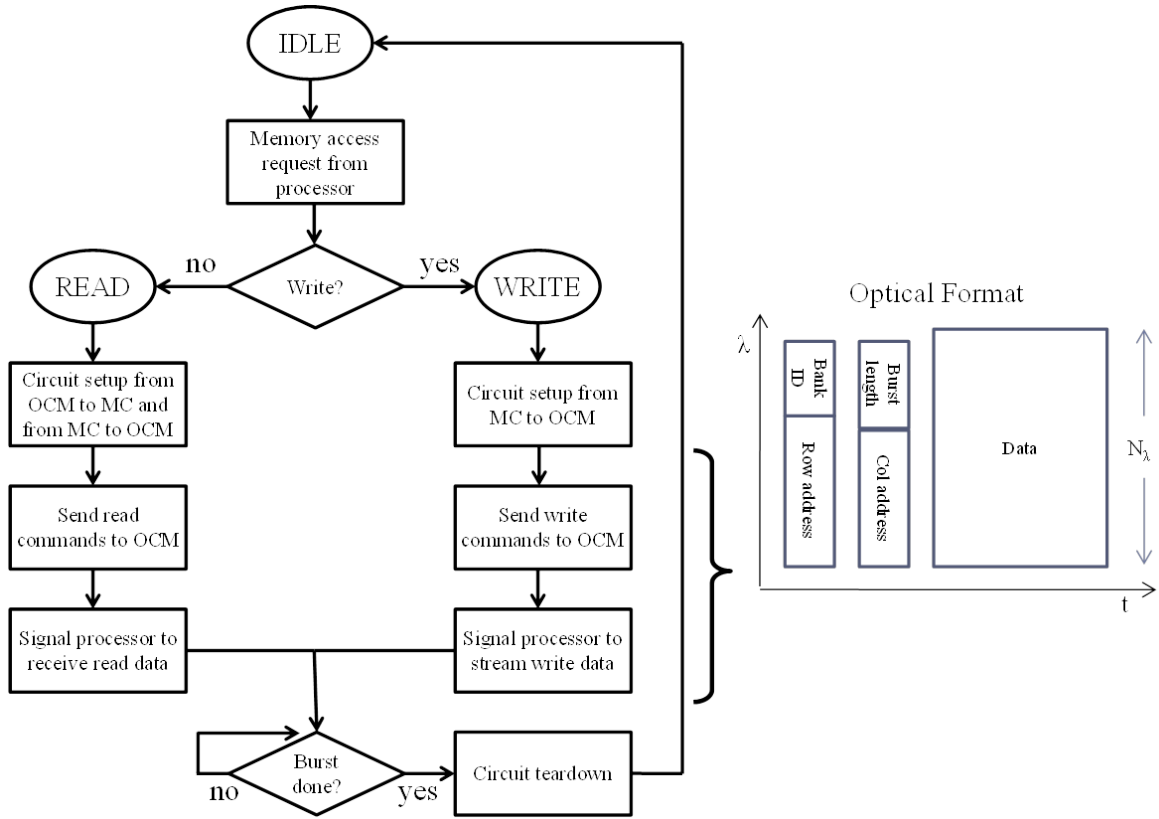 IDLE
Memory access
request from
processor
Write?
no
yes
READ
WRITE
Circuit setup from
OCM to MC and
from MC to OCM
Circuit setup from
MC to OCM
Send read
commands to OCM
Send write
commands to OCM
Signal processor to
receive read data
Signal processor to
stream write data
Burst
done?
no
yes
Circuit teardown
Optical Format
λ
Bank
ID
Row address
Burst
length
Col address
Data
Nλ
t